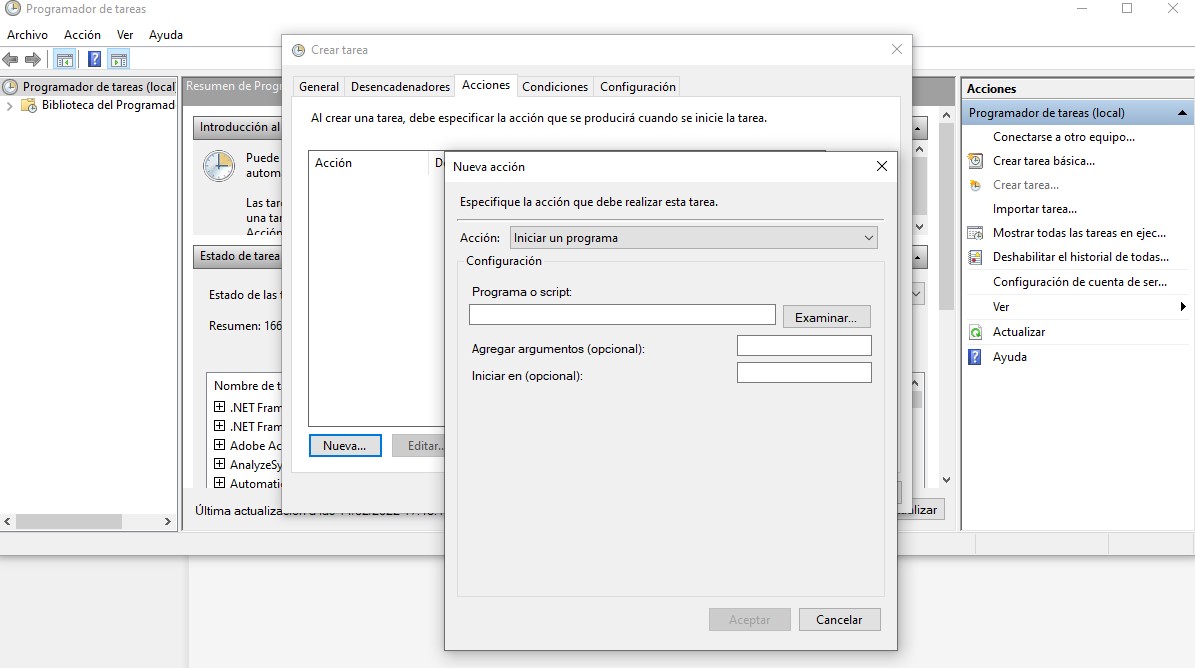 Programador de tareas
Archivo Acción Ver Ayuda
Programador de tareas (local
Biblioteca del Programad
Resumen de Prog
Introducción al
Puede
autom
Las tar
una tar
Acción
Estado de tarea
Estado de las t
Resumen: 166
Nombre de t
.NET Fram
.NET Fram
Adobe Ac
AnalyzeSy
Automati
Última actualizac
alizar
Crear tarea
General Desencadenadores Acciones Condiciones Configuración
Al crear una tarea, debe especificar la acción que se producirá cuando se inicie la tarea.
Acción D
Nueva... Editar..
Nueva acción
Especifique la acción que debe realizar esta tarea.
Acción: Iniciar un programa
Configuración
Programa o script:
Examinar...
Agregar argumentos (opcional):
Iniciar en (opcional):
Aceptar Cancelar
Acciones
Programador de tareas (local)
Conectarse a otro equipo...
Crear tarea básica...
Crear tarea...
Importar tarea...
Mostrar todas las tareas en ejec...
Deshabilitar el historial de todas...
Configuración de cuenta de ser...
Ver
Actualizar
Ayuda